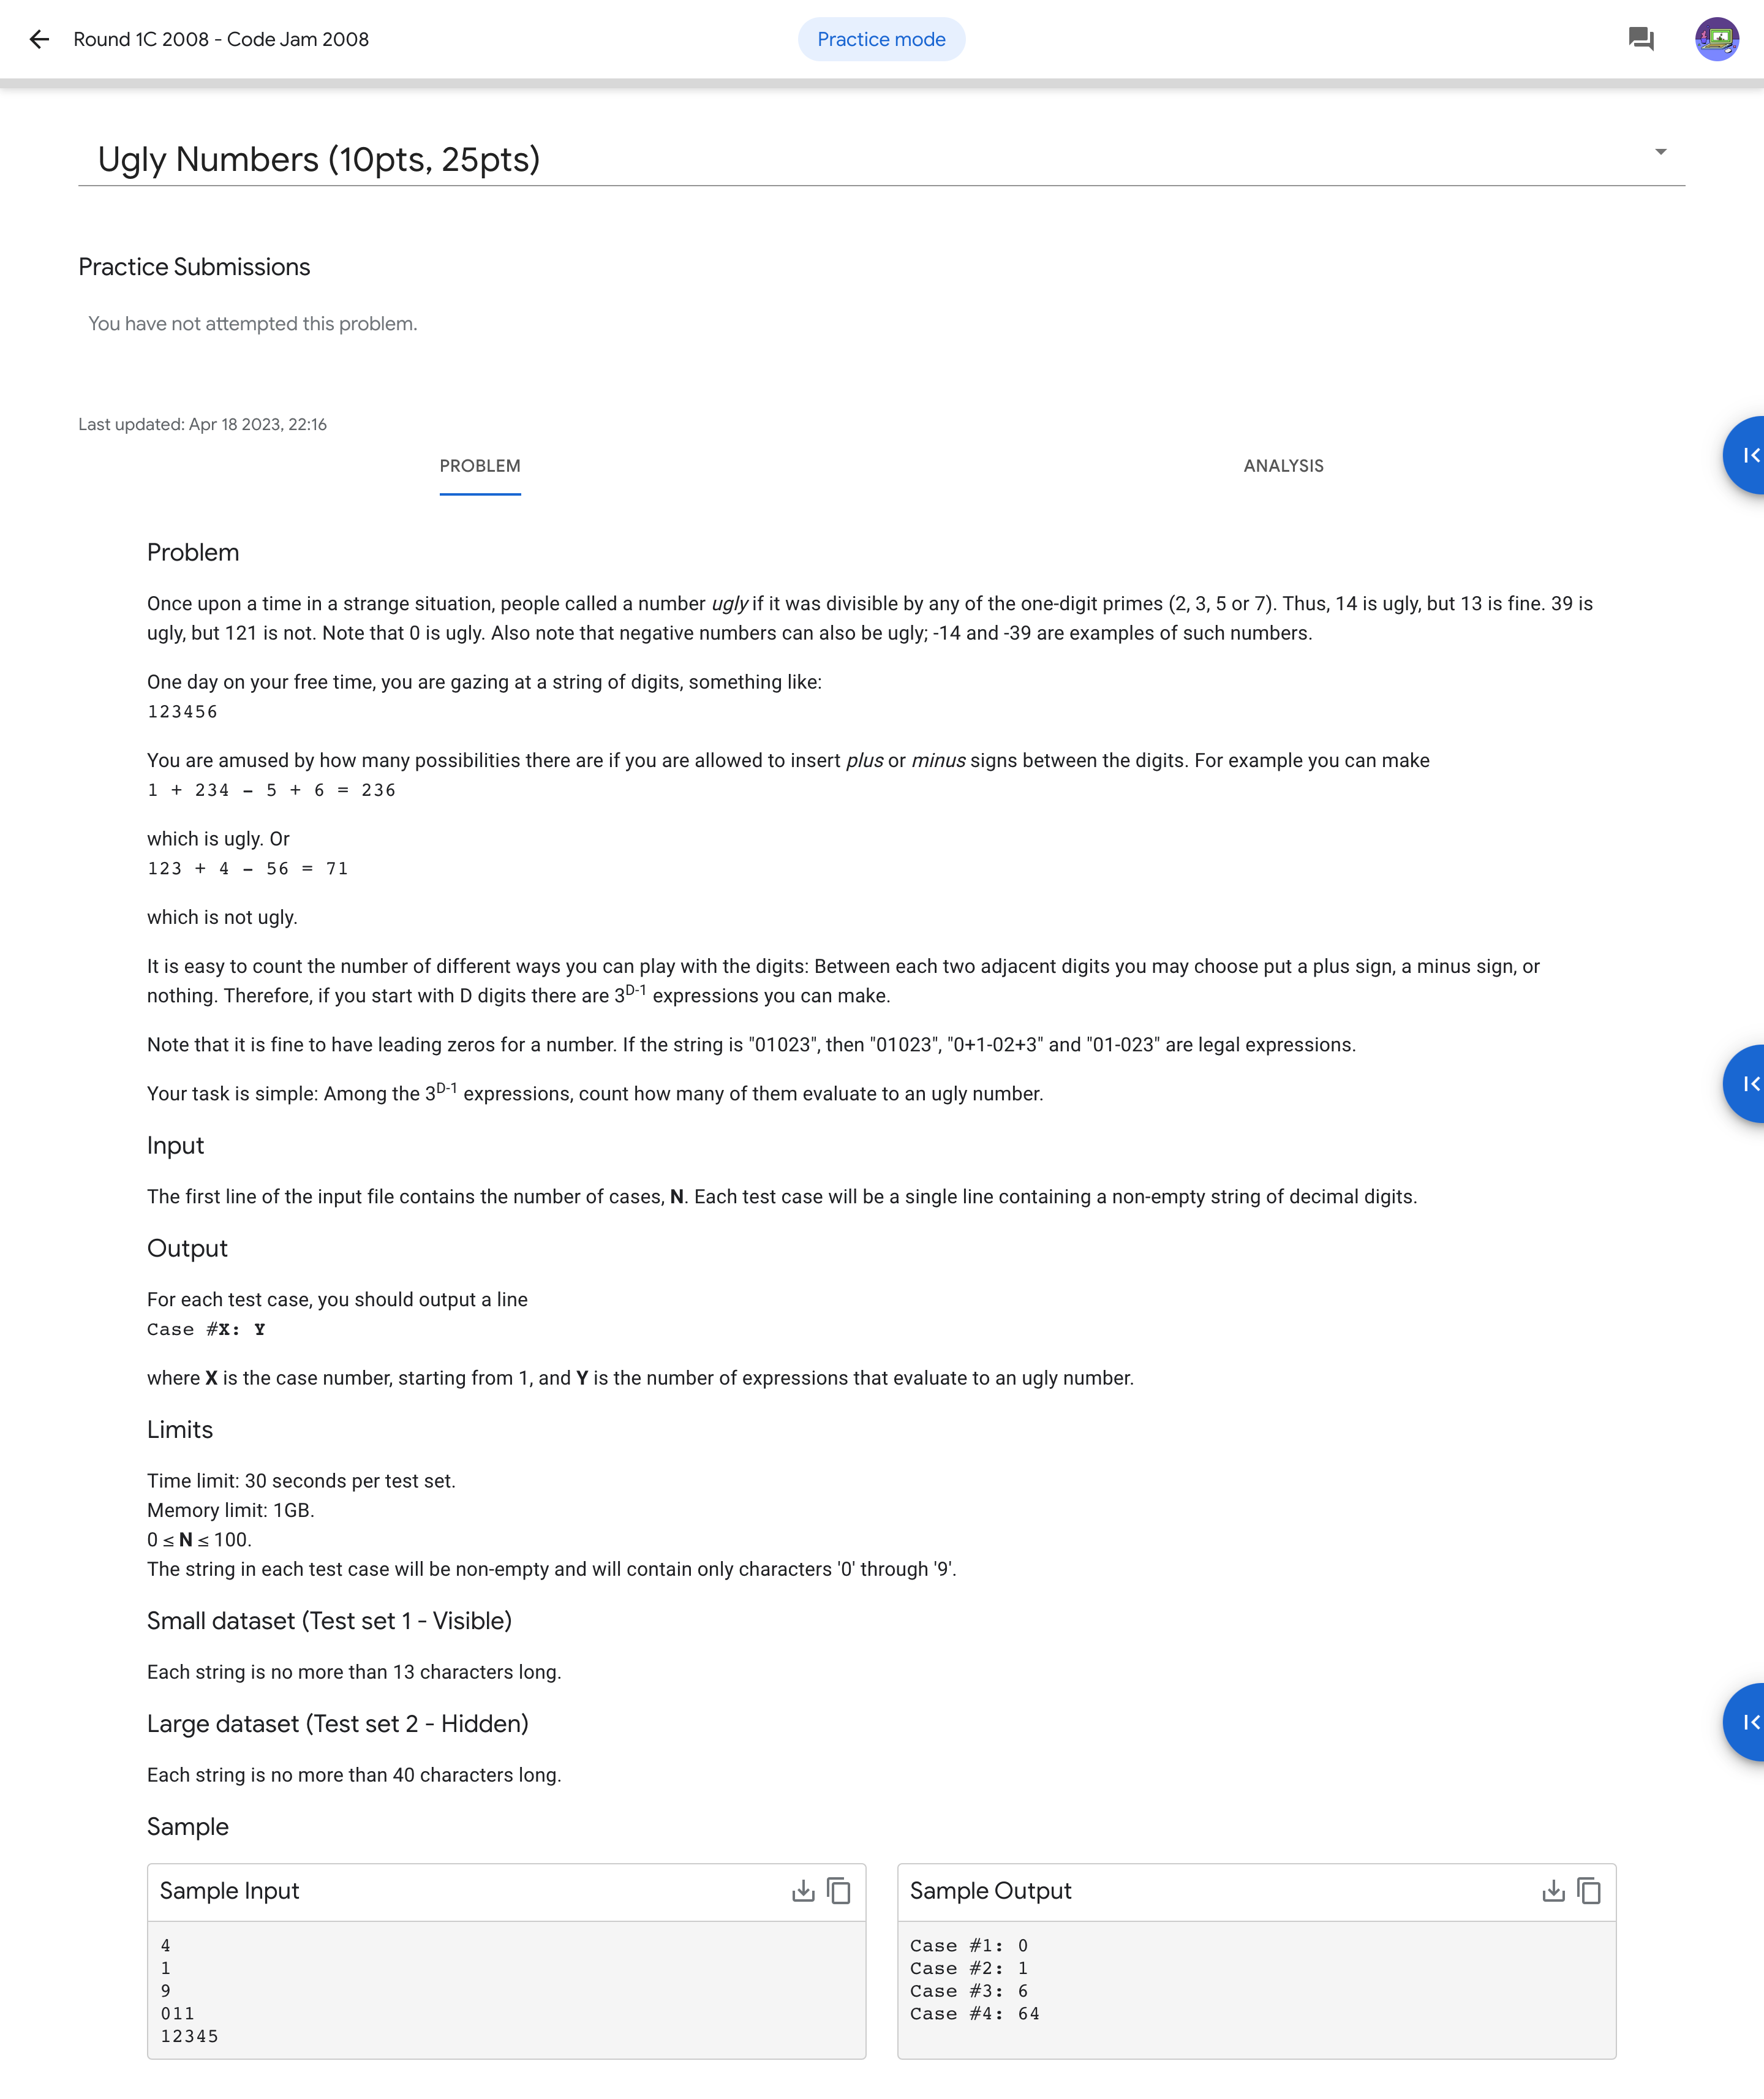 Round 1C 2008 - Code Jam 2008
Practice mode
Ugly Numbers (10pts, 25pts)
Practice Submissions
You have not attempted this problem.
Last updated: Apr 18 2023, 22:16
PROBLEM
ANALYSIS
Problem
Once upon a time in a strange situation, people called a number ugly if it was divisible by any of the one-digit primes (2, 3, 5 or 7). Thus, 14 is ugly, but 13 is fine. 39 is
ugly, but 121 is not. Note that 0 is ugly. Also note that negative numbers can also be ugly; -14 and -39 are examples of such numbers.
One day on your free time, you are gazing at a string of digits, something like:
123456
You are amused by how many possibilities there are if you are allowed to insert plus or minus signs between the digits. For example you can make
1 + 234 - 5 + 6 = 236
which is ugly. Or
123 + 4 - 56 = 71
which is not ugly.
It is easy to count the number of different ways you can play with the digits: Between each two adjacent digits you may choose put a plus sign, a minus sign, or
nothing. Therefore, if you start with D digits there are 3^D-1 expressions you can make.
Note that it is fine to have leading zeros for a number. If the string is "01023", then "01023", "0+1-02+3" and "01-023" are legal expressions.
Your task is simple: Among the 3^D-1 expressions, count how many of them evaluate to an ugly number.
Input
The first line of the input file contains the number of cases, N. Each test case will be a single line containing a non-empty string of decimal digits.
Output
For each test case, you should output a line
Case #X: Y
where X is the case number, starting from 1, and Y is the number of expressions that evaluate to an ugly number.
Limits
Time limit: 30 seconds per test set.
Memory limit: 1GB.
0 ≤ N ≤ 100.
The string in each test case will be non-empty and will contain only characters '0' through '9'.
Small dataset (Test set 1 - Visible)
Each string is no more than 13 characters long.
Large dataset (Test set 2 - Hidden)
Each string is no more than 40 characters long.
Sample
Sample Input
4
1
9
011
12345
Sample Output
Case #1: 0
Case #2: 1
Case #3: 6
Case #4: 64